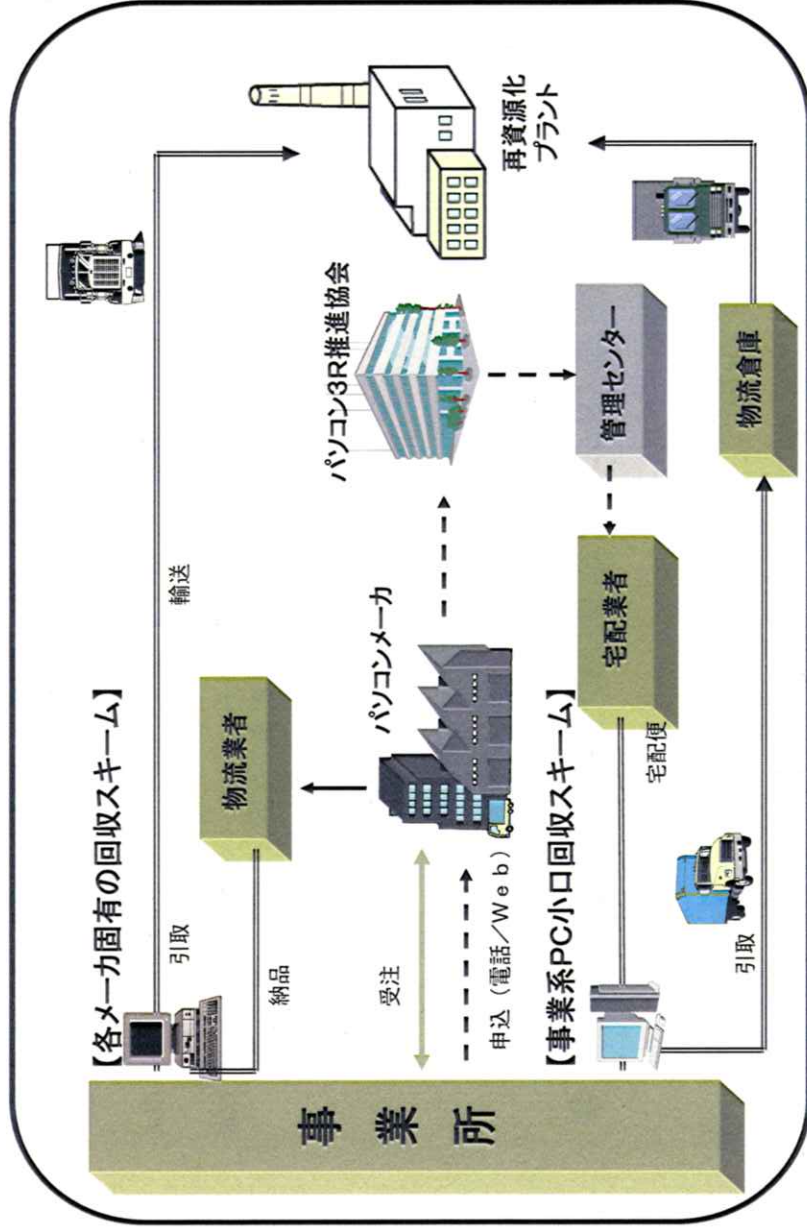 【各メーカ固有の回収スキーム】
引取
輸送
納品
物流業者
事業所
受注
パソコンメーカ
パソコン3R推進協会
再資源化
プラント
申込（電話／Web）
【事業系PC小口回収スキーム】
宅配便
宅配業者
管理センター
引取
物流倉庫